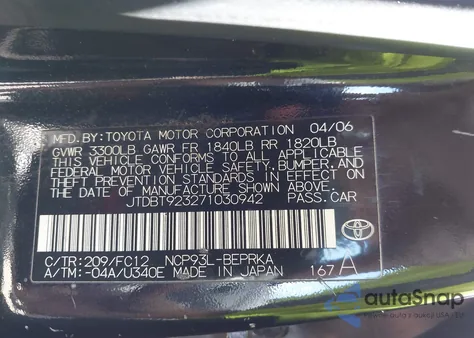 MFD.BY:TOYOTA MOTOR CORPORATION 04/06
GVWR 3300LB GAWR FR 1840LB RR 1820LB
THIS VEHICLE CONFORMS TO ALL APPLICABLE
FEDERAL MOTOR VEHICLE SAFETY, BUMPER, AND
THEFT PREVENTION STANDARDS IN EFFECT ON
THE DATE OF MANUFACTURE SHOWN ABOVE.
JTDBT923271030942 PASS.CAR
C/TR:209/FC12 NCP93L-BEPRKA
A/TM:-04A/U340E MADE IN JAPAN 167 A
autaSnap